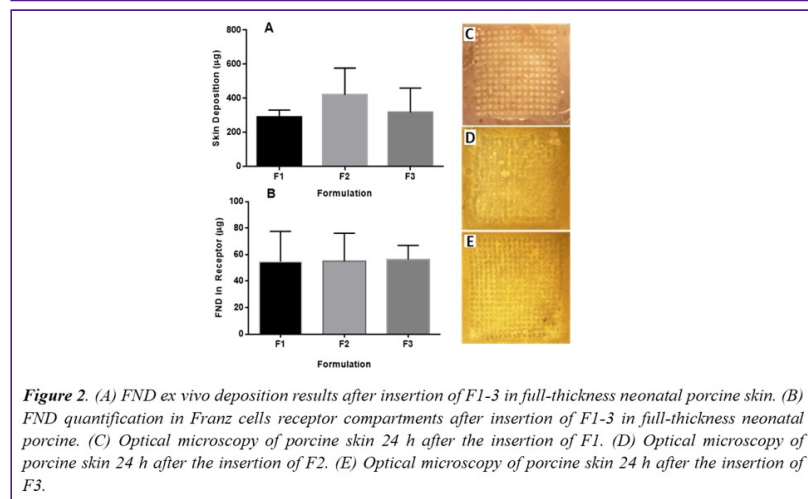 A
Skin Deposition (µg)
800
600
400
200
0
F1 F2 F3
Formulation
B
FND in Receptor (µg)
100
80
60
40
20
0
F1 F2 F3
Formulation
C
D
E
Figure 2. (A) FND ex vivo deposition results after insertion of F1-3 in full-thickness neonatal porcine skin. (B)
FND quantification in Franz cells receptor compartments after insertion of F1-3 in full-thickness neonatal
porcine. (C) Optical microscopy of porcine skin 24 h after the insertion of F1. (D) Optical microscopy of
porcine skin 24 h after the insertion of F2. (E) Optical microscopy of porcine skin 24 h after the insertion of
F3.